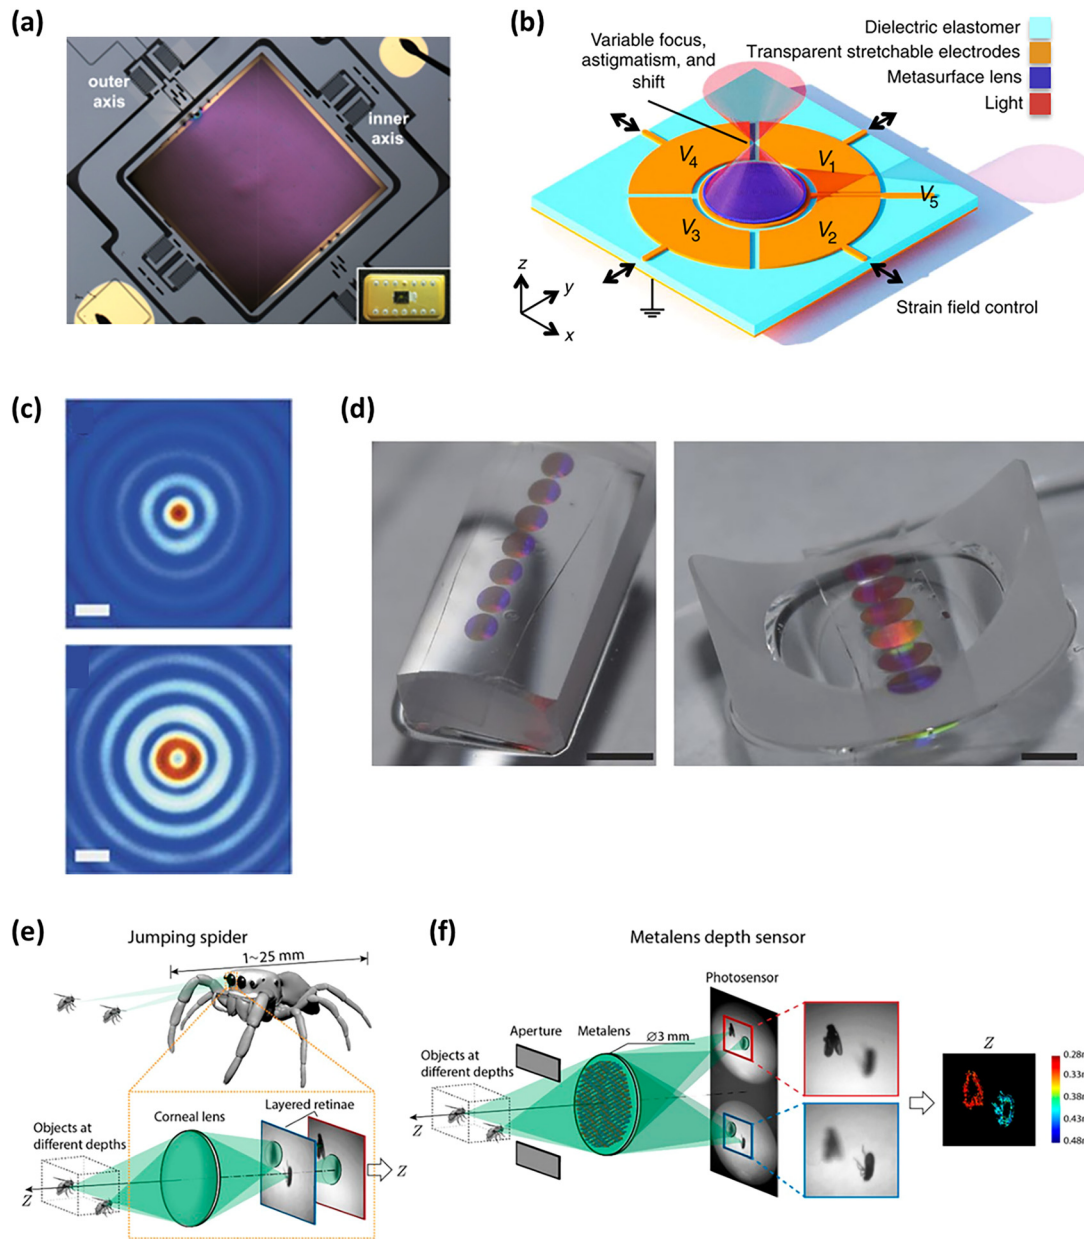 (a)
outer
axis
inner
axis
(b)
Variable focus,
astigmatism, and
shift
Dielectric elastomer
Transparent stretchable electrodes
Metasurface lens
Light
V4
V1
V5
V3
V2
z
y
x
Strain field control
(c)
(d)
(e)
Jumping spider
1~25 mm
Corneal lens
Layered retinae
Objects at
different depths
Z
Z
(f)
Metalens depth sensor
Photosensor
Aperture
Metalens
∅3 mm
Objects at
different depths
Z
Z